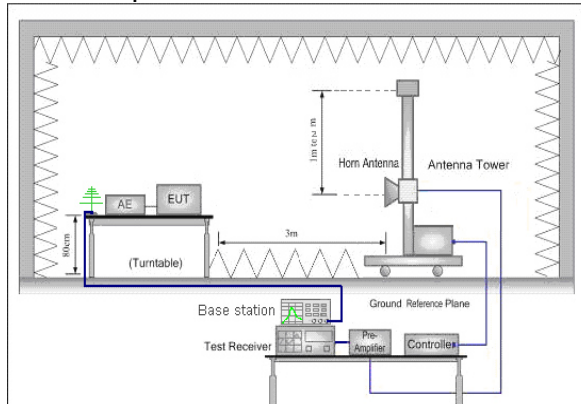 1m to 4 m
Horn Antenna
Antenna Tower
AE
EUT
80cm
(Turntable)
3m
Ground Reference Plane
Base station
Test Receiver
Pre-
Amplifier
Controller